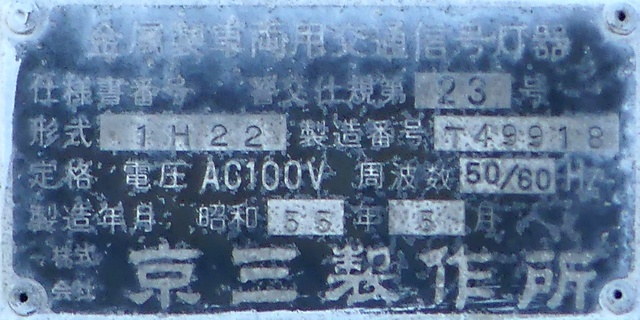 金属製車両用交通信号灯器
仕様書番号 警交仕規第 23 号
形式 1H22 製造番号 T49918
定格 電圧 AC100V 周波数 50/60 Hz
製造年月 昭和 55 年 5 月
株式会社 京三製作所